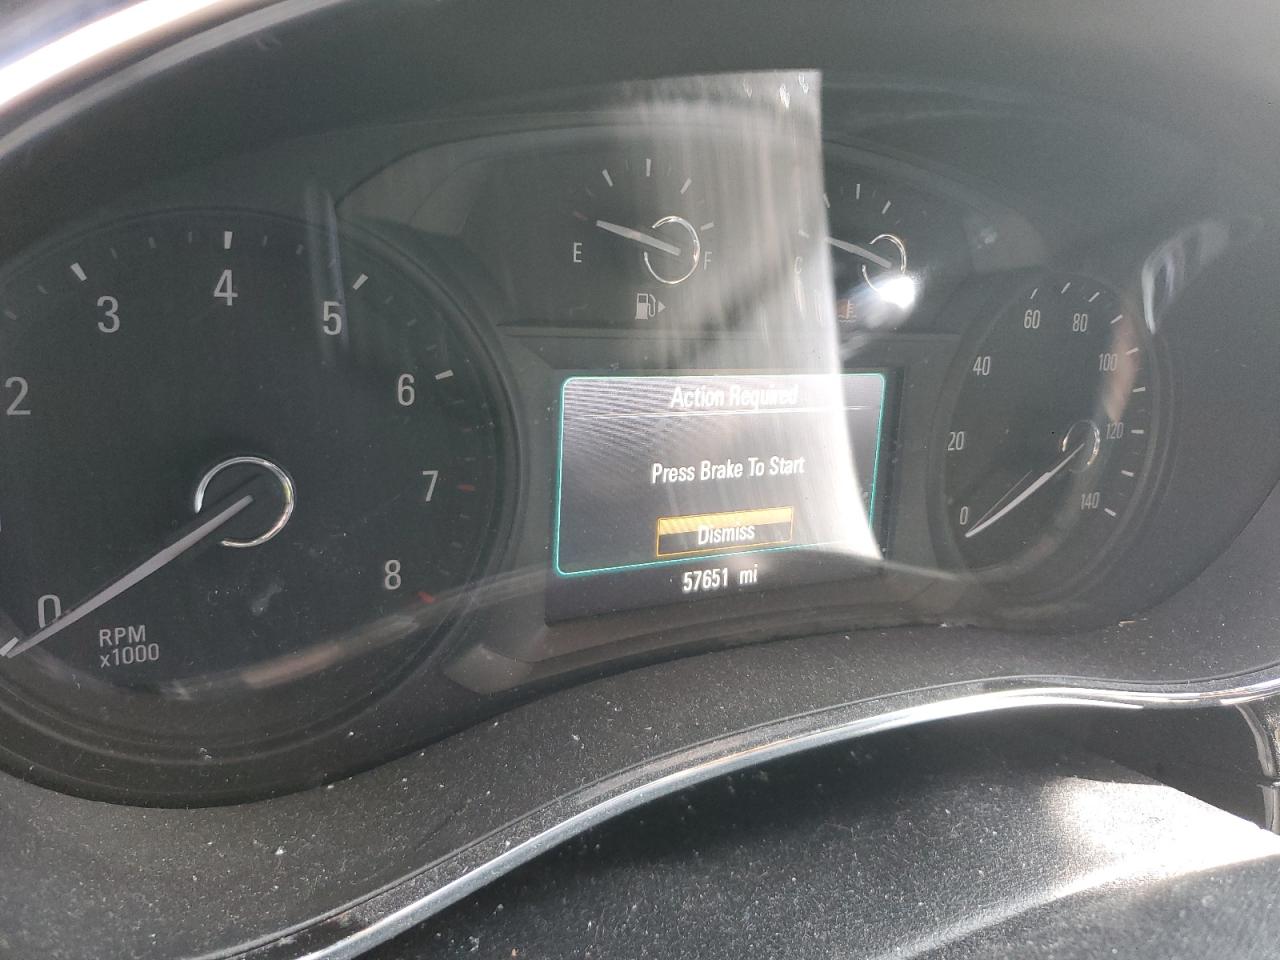 2
3
4
5
6
7
8
0
RPM
x1000
E
F
C
Action Required
Press Brake To Start
Dismiss
57651 mi
0
20
40
60
80
100
120
140